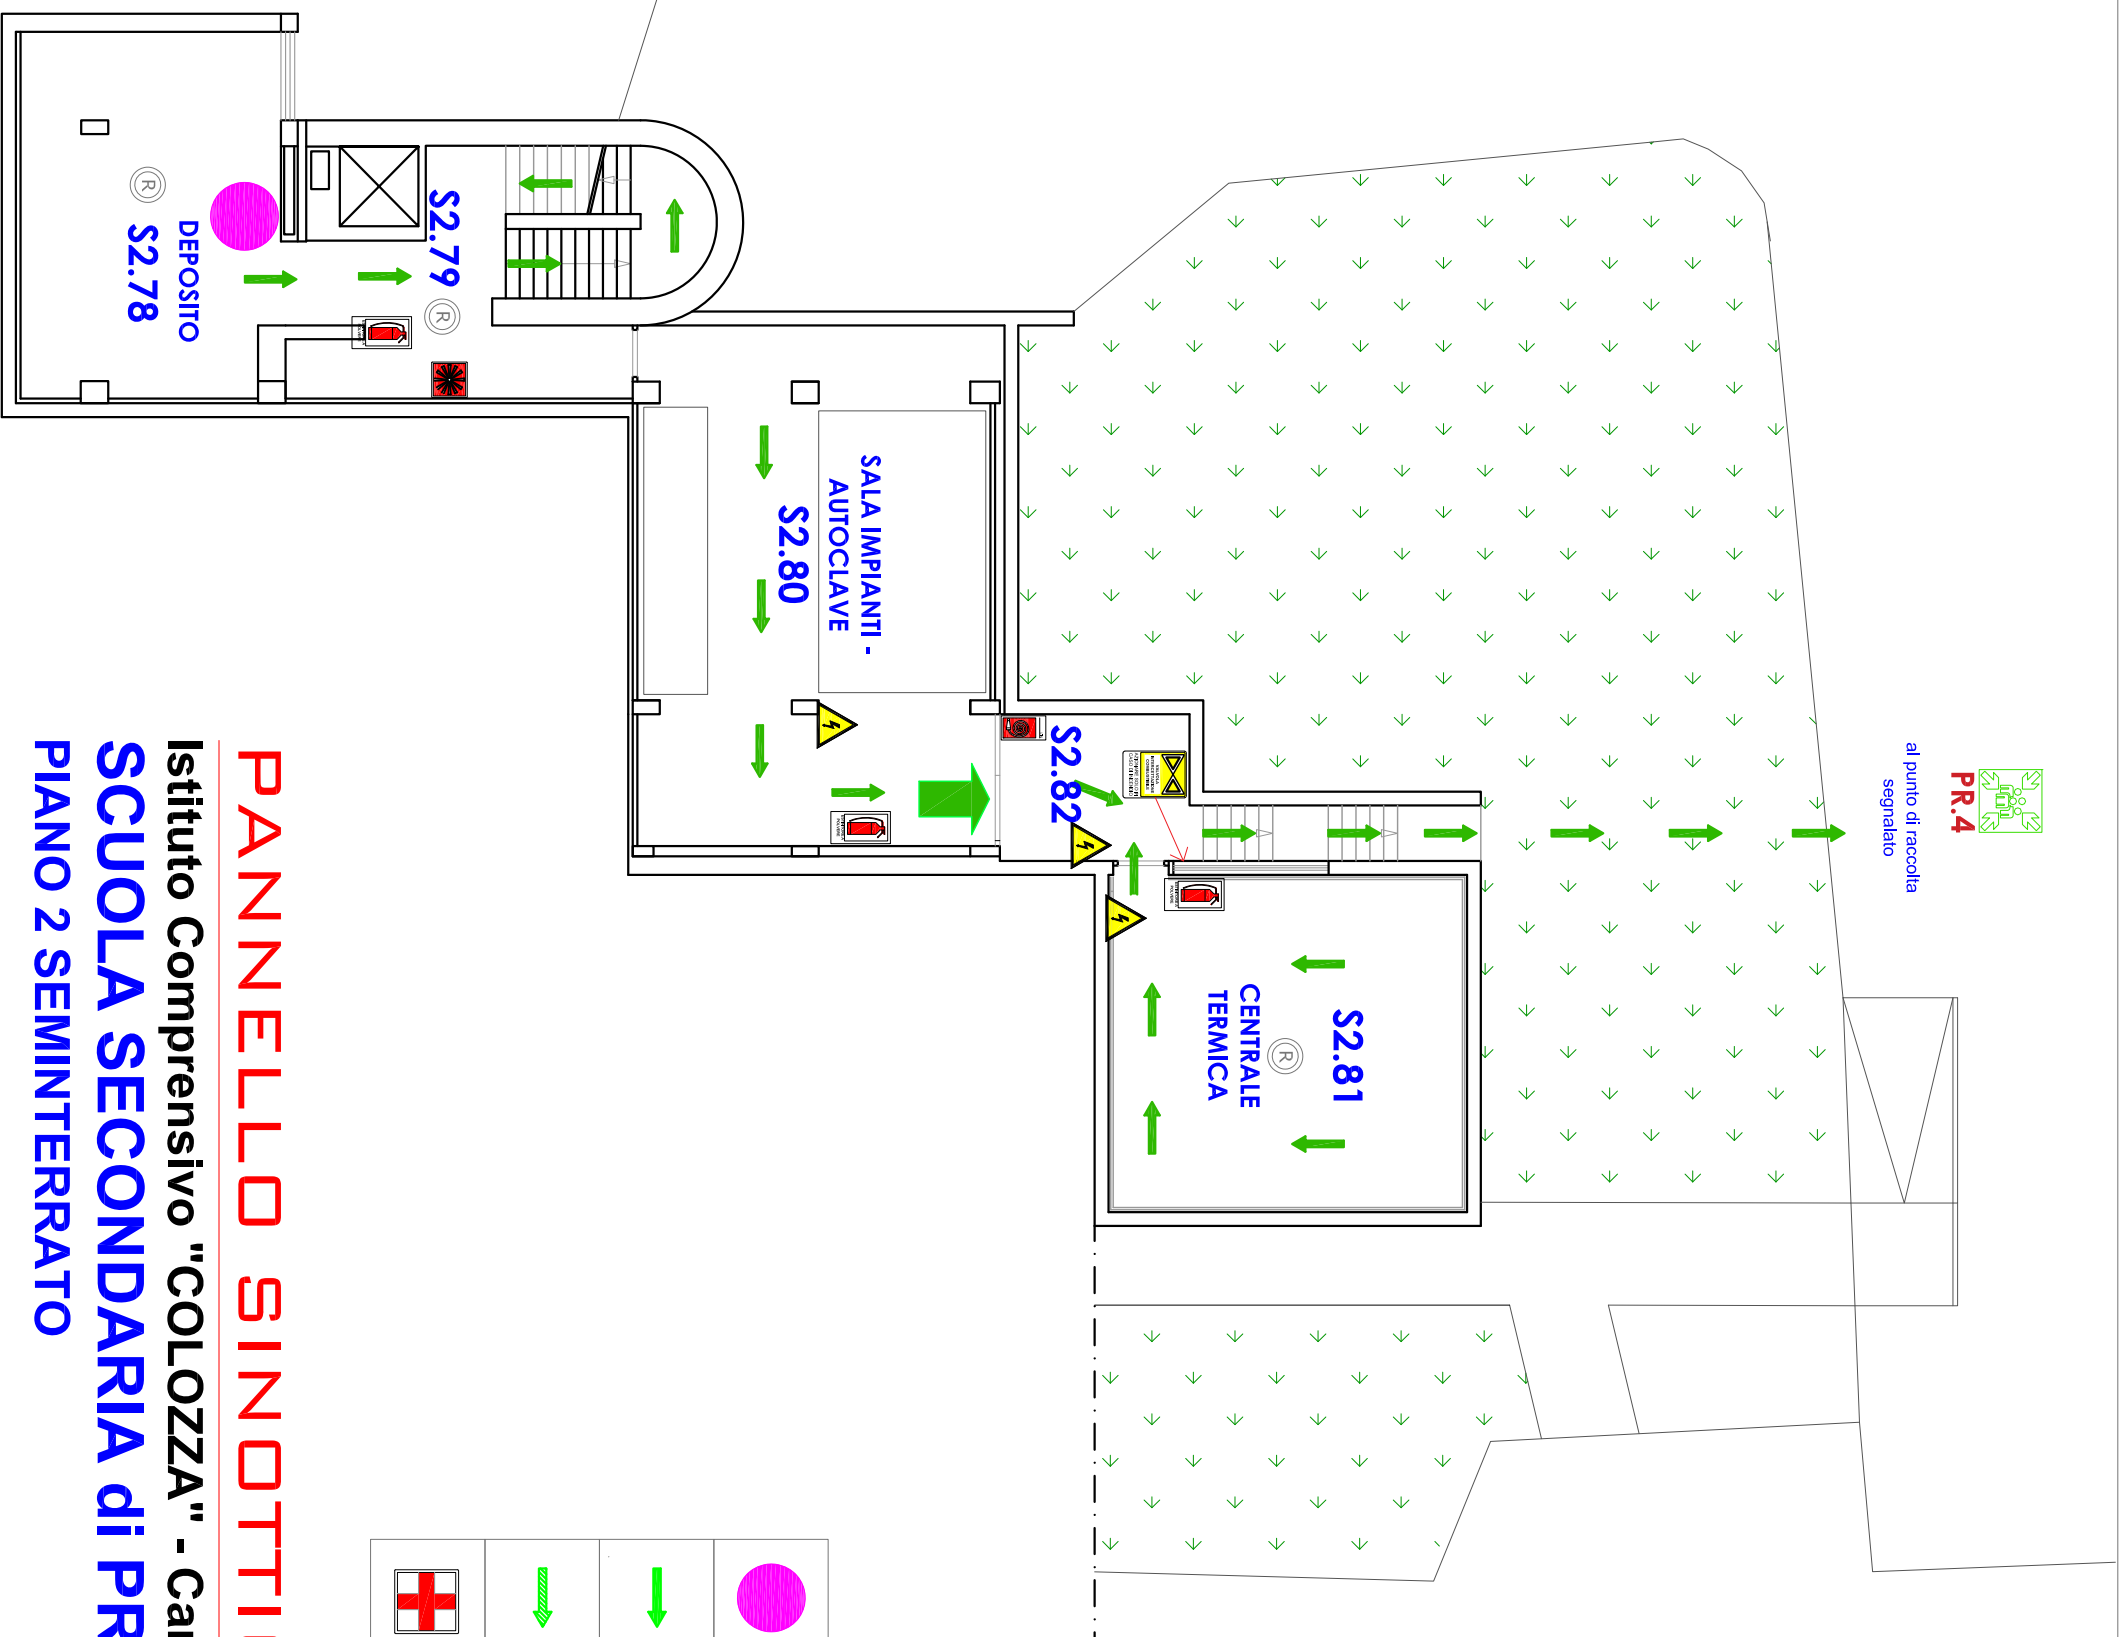 PANNELLO SINOTTI
Istituto Comprensivo "COLOZZA" - Ca
SCUOLA SECONDARIA di PR
PIANO 2 SEMINTERRATO
PR.4
al punto di raccolta
segnalato
S2.81
CENTRALE
TERMICA
R
S2.82
SALA IMPIANTI -
AUTOCLAVE
S2.80
S2.79
R
DEPOSITO
S2.78
R